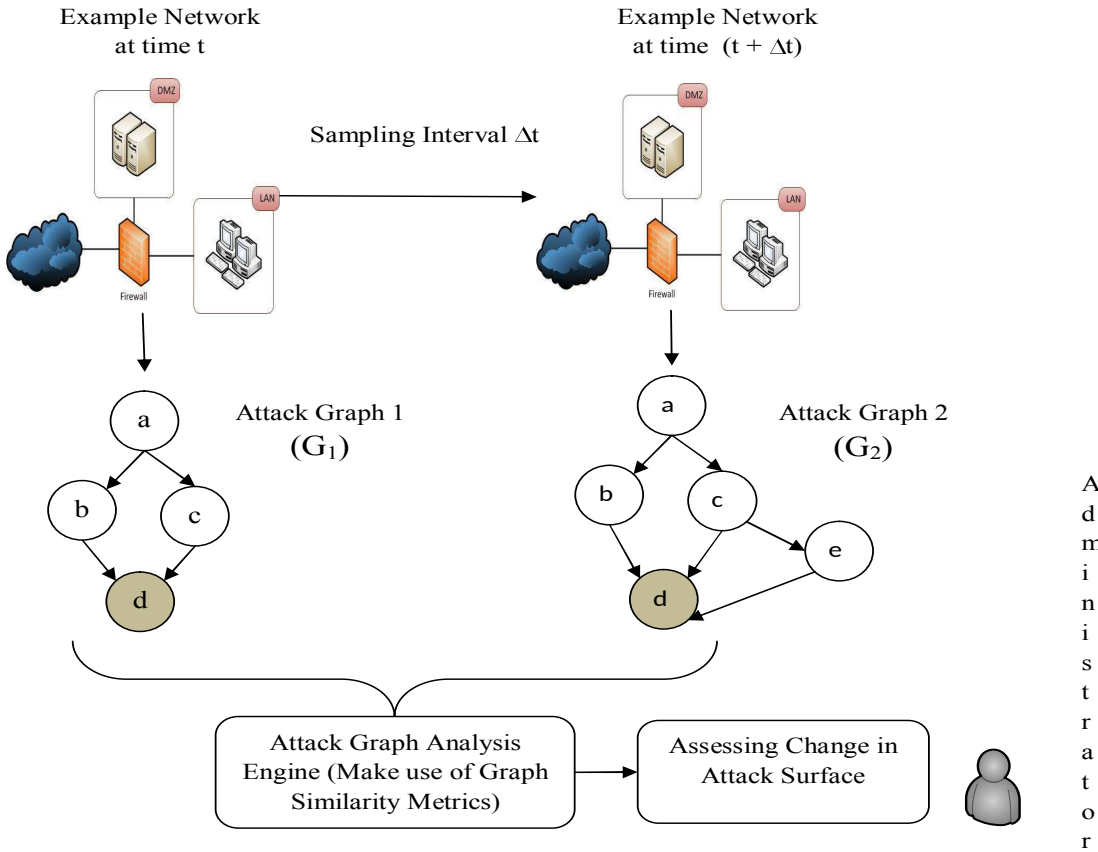 Example Network
at time t
Example Network
at time (t + Δt)
DMZ
DMZ
Sampling Interval Δt
LAN
LAN
Firewall
Firewall
a
Attack Graph 1
(G₁)
b
c
d
a
Attack Graph 2
(G₂)
b
c
e
d
Attack Graph Analysis
Engine (Make use of Graph
Similarity Metrics)
Assessing Change in
Attack Surface
A
d
m
i
n
i
s
t
r
a
t
o
r